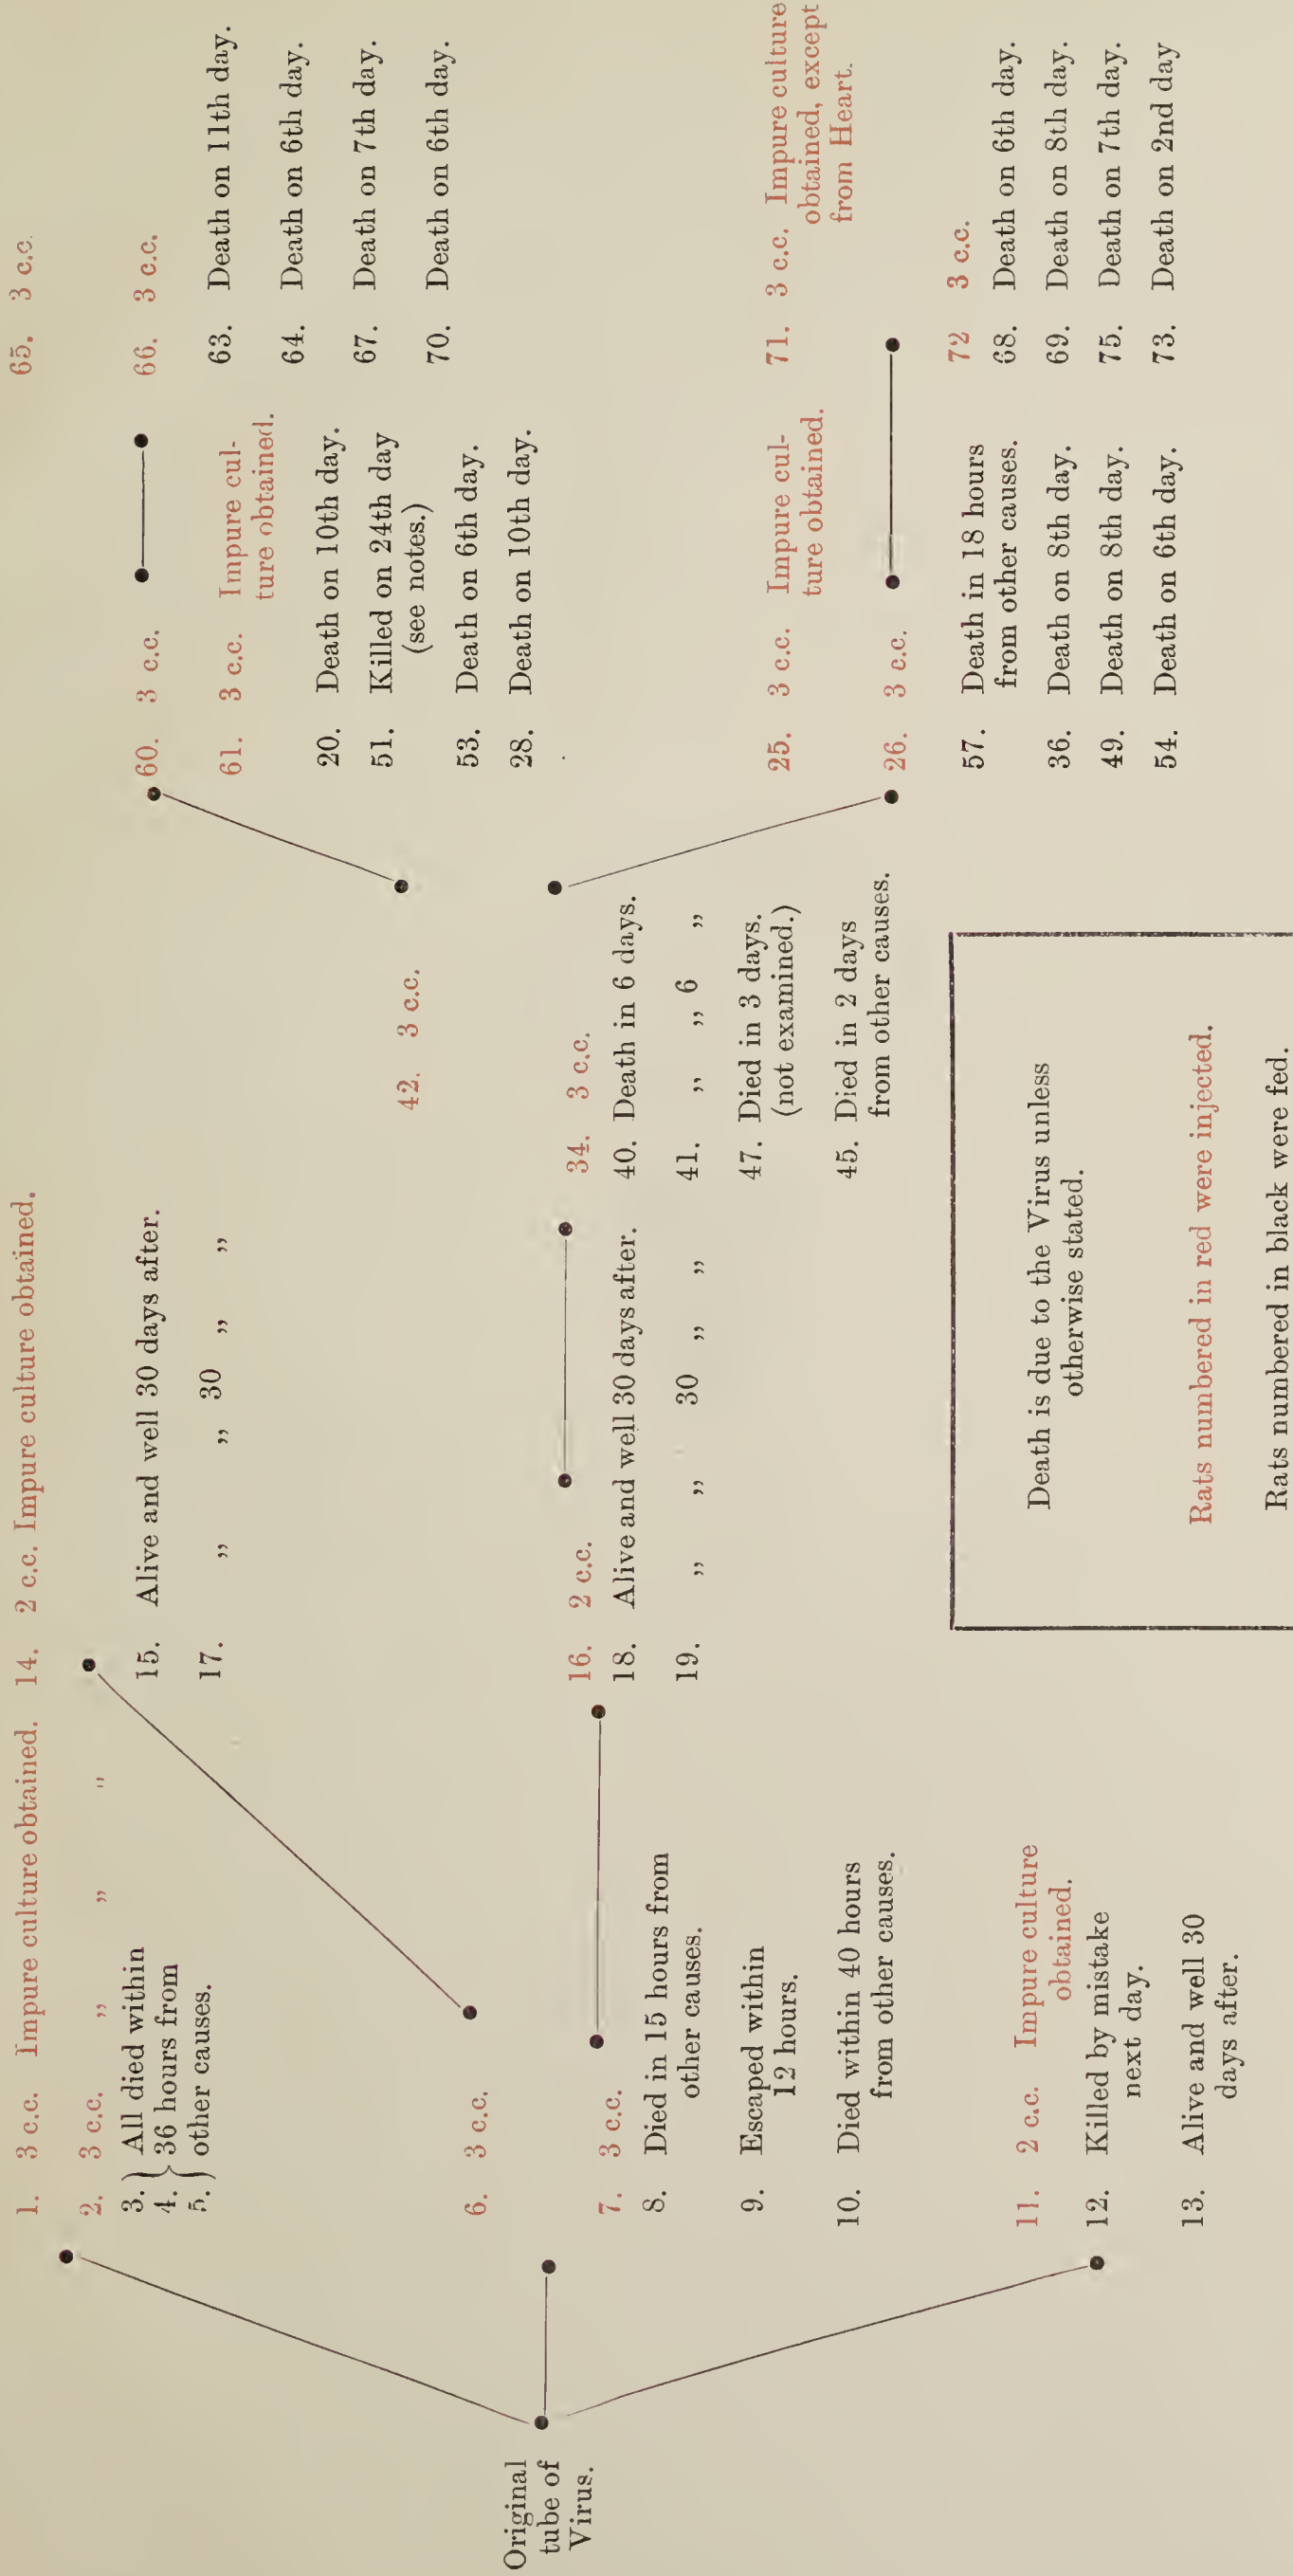 Original
tube of
Virus.
1. 3 c.c. Impure culture obtained.
2. 3 c.c. „ „ „
3. } All died within
4. } 36 hours from
5. } other causes.
6. 3 c.c.
7. 3 c.c.
8. Died in 15 hours from
other causes.
9. Escaped within
12 hours.
10. Died within 40 hours
from other causes.
11. 2 c.c. Impure culture
obtained.
12. Killed by mistake
next day.
13. Alive and well 30
days after.
14. 2 c.c. Impure culture obtained.
15. Alive and well 30 days after.
17. „ „ 30 „ „
16. 2 c.c.
18. Alive and well 30 days after.
19. „ „ 30 „ „
42. 3 c.c.
34. 3 c.c.
40. Death in 6 days.
41. „ „ 6 „
47. Died in 3 days.
(not examined.)
45. Died in 2 days
from other causes.
60. 3 c.c.
61. 3 c.c. Impure cul-
ture obtained.
20. Death on 10th day.
51. Killed on 24th day
(see notes.)
53. Death on 6th day.
28. Death on 10th day.
25. 3 c.c. Impure cul-
ture obtained.
26. 3 c.c.
57. Death in 18 hours
from other causes.
36. Death on 8th day.
49. Death on 8th day.
54. Death on 6th day.
65. 3 c.c.
66. 3 c.c.
63. Death on 11th day.
64. Death on 6th day.
67. Death on 7th day.
70. Death on 6th day.
71. 3 c.c. Impure culture
obtained, except
from Heart.
72 3 c.c.
68. Death on 6th day.
69. Death on 8th day.
75. Death on 7th day.
73. Death on 2nd day
Death is due to the Virus unless
otherwise stated.
Rats numbered in red were injected.
Rats numbered in black were fed.